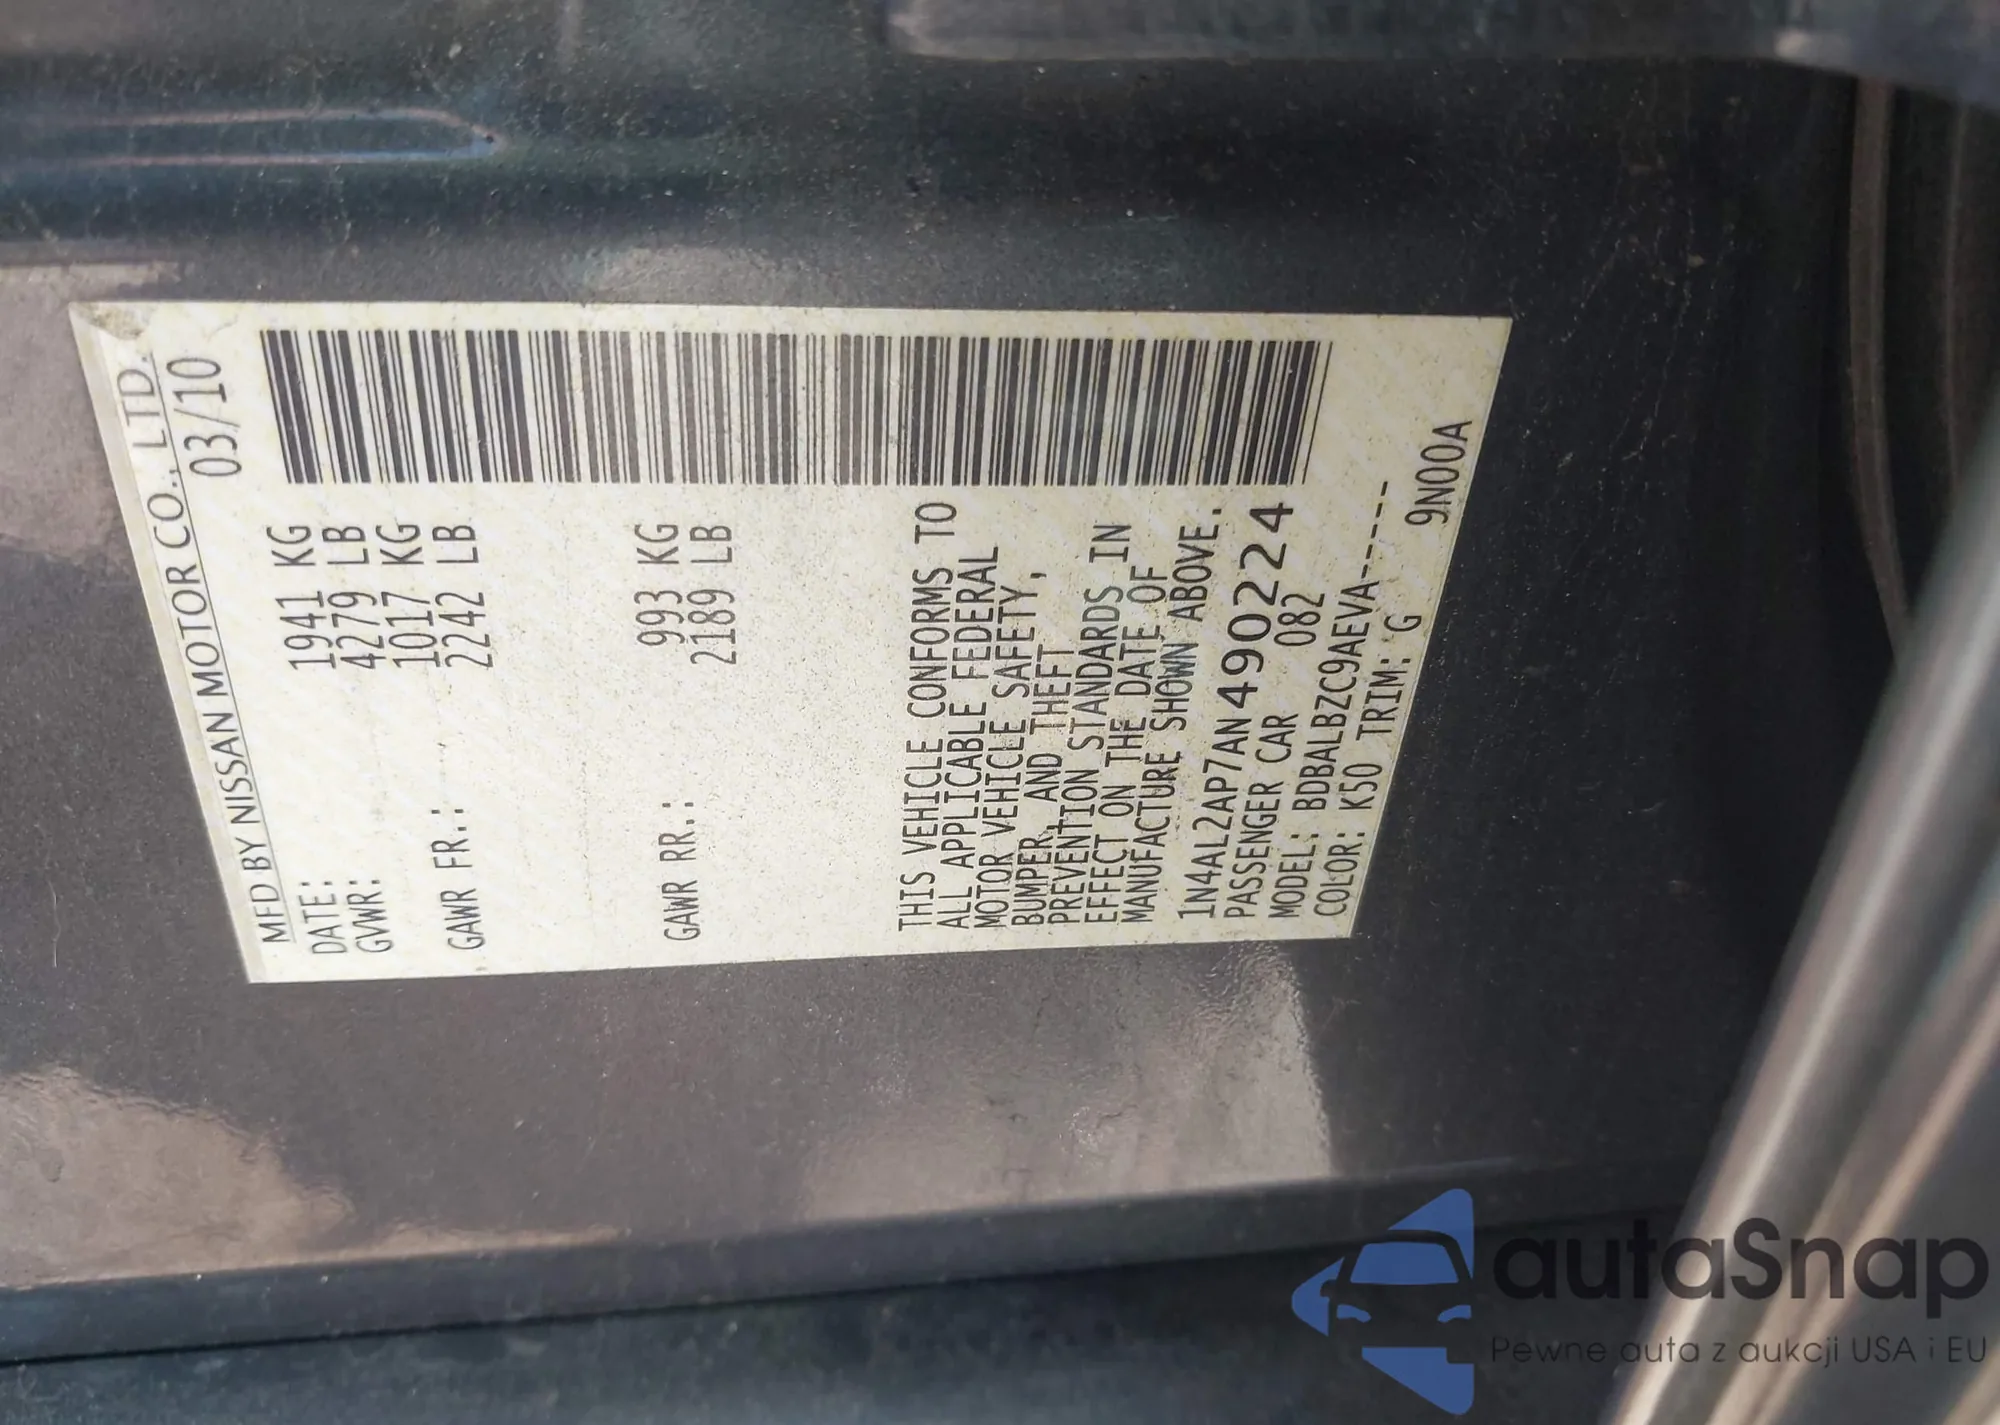 MFD BY NISSAN MOTOR CO., LTD.
DATE: 03/10
GVWR: 1941 KG
4279 LB
GAWR FR.: 1017 KG
2242 LB
GAWR RR.: 993 KG
2189 LB
THIS VEHICLE CONFORMS TO
ALL APPLICABLE FEDERAL
MOTOR VEHICLE SAFETY,
BUMPER, AND THEFT
PREVENTION STANDARDS IN
EFFECT ON THE DATE OF
MANUFACTURE SHOWN ABOVE.
1N4AL2AP7AN490224
PASSENGER CAR 082
MODEL: BDBALBZC9AEVA-----
COLOR: K50 TRIM: G 9N00A
autaSnap
Pewne auta z aukcji USA i EU